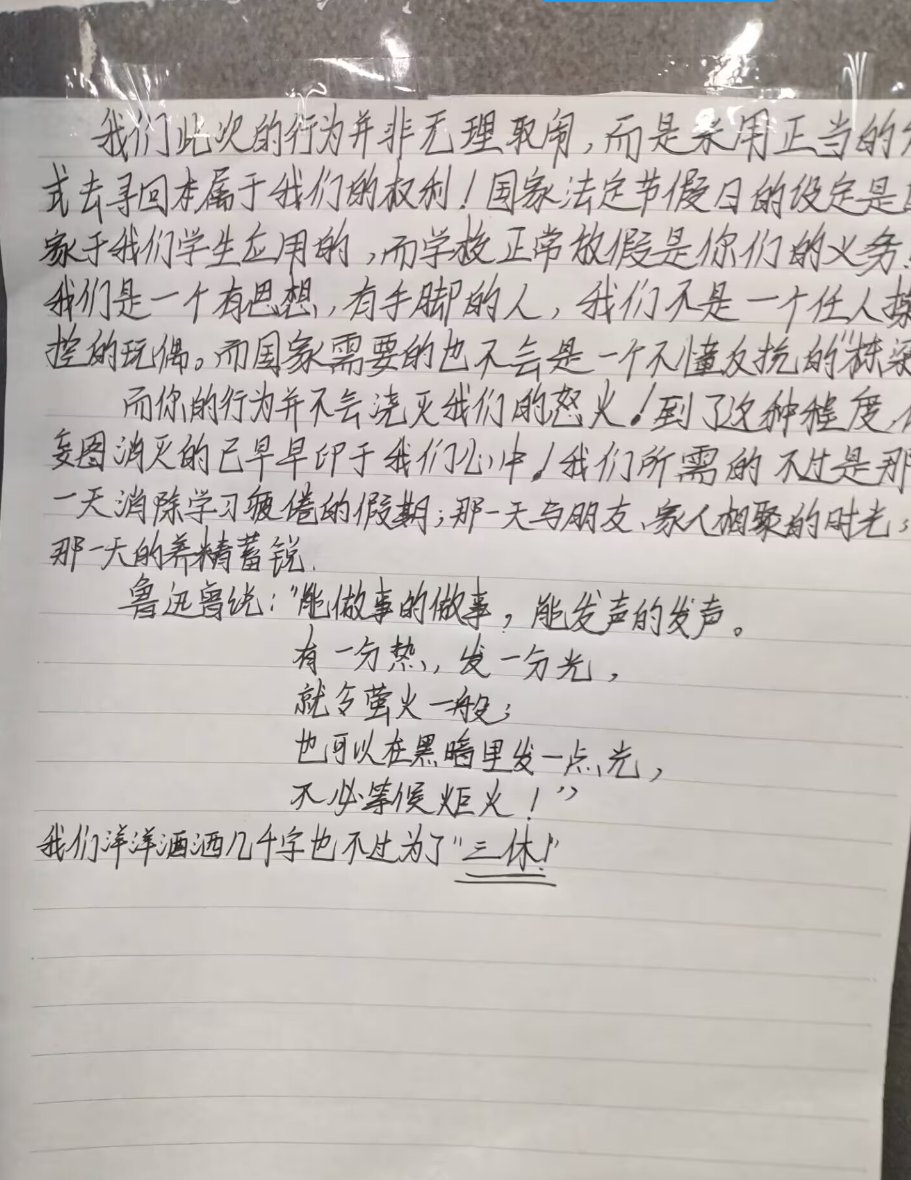 我们此次的行为并非无理取闹，而是采用正当的
式去寻回本属于我们的权利！国家法定节假日的设定是
家于我们学生应用的，而学校正常放假是你们的义务
我们是一个有思想，有手脚的人，我们不是一个任人操
控的玩偶。而国家需要的也不会是一个不懂反抗的"栋梁
而你的行为并不会浇灭我们的怒火！到了这种程度，
妄图消灭的已早早印于我们心中！我们所需的不过是那
一天消除学习疲倦的假期；那一天与朋友、家人相聚的时光；
那一天的养精蓄锐.
鲁迅曾说："能做事的做事，能发声的发声。
有一分热，发一分光，
就令萤火一般；
也可以在黑暗里发一点光，
不必等候炬火！"
我们洋洋洒洒几千字也不过为了"三休！"